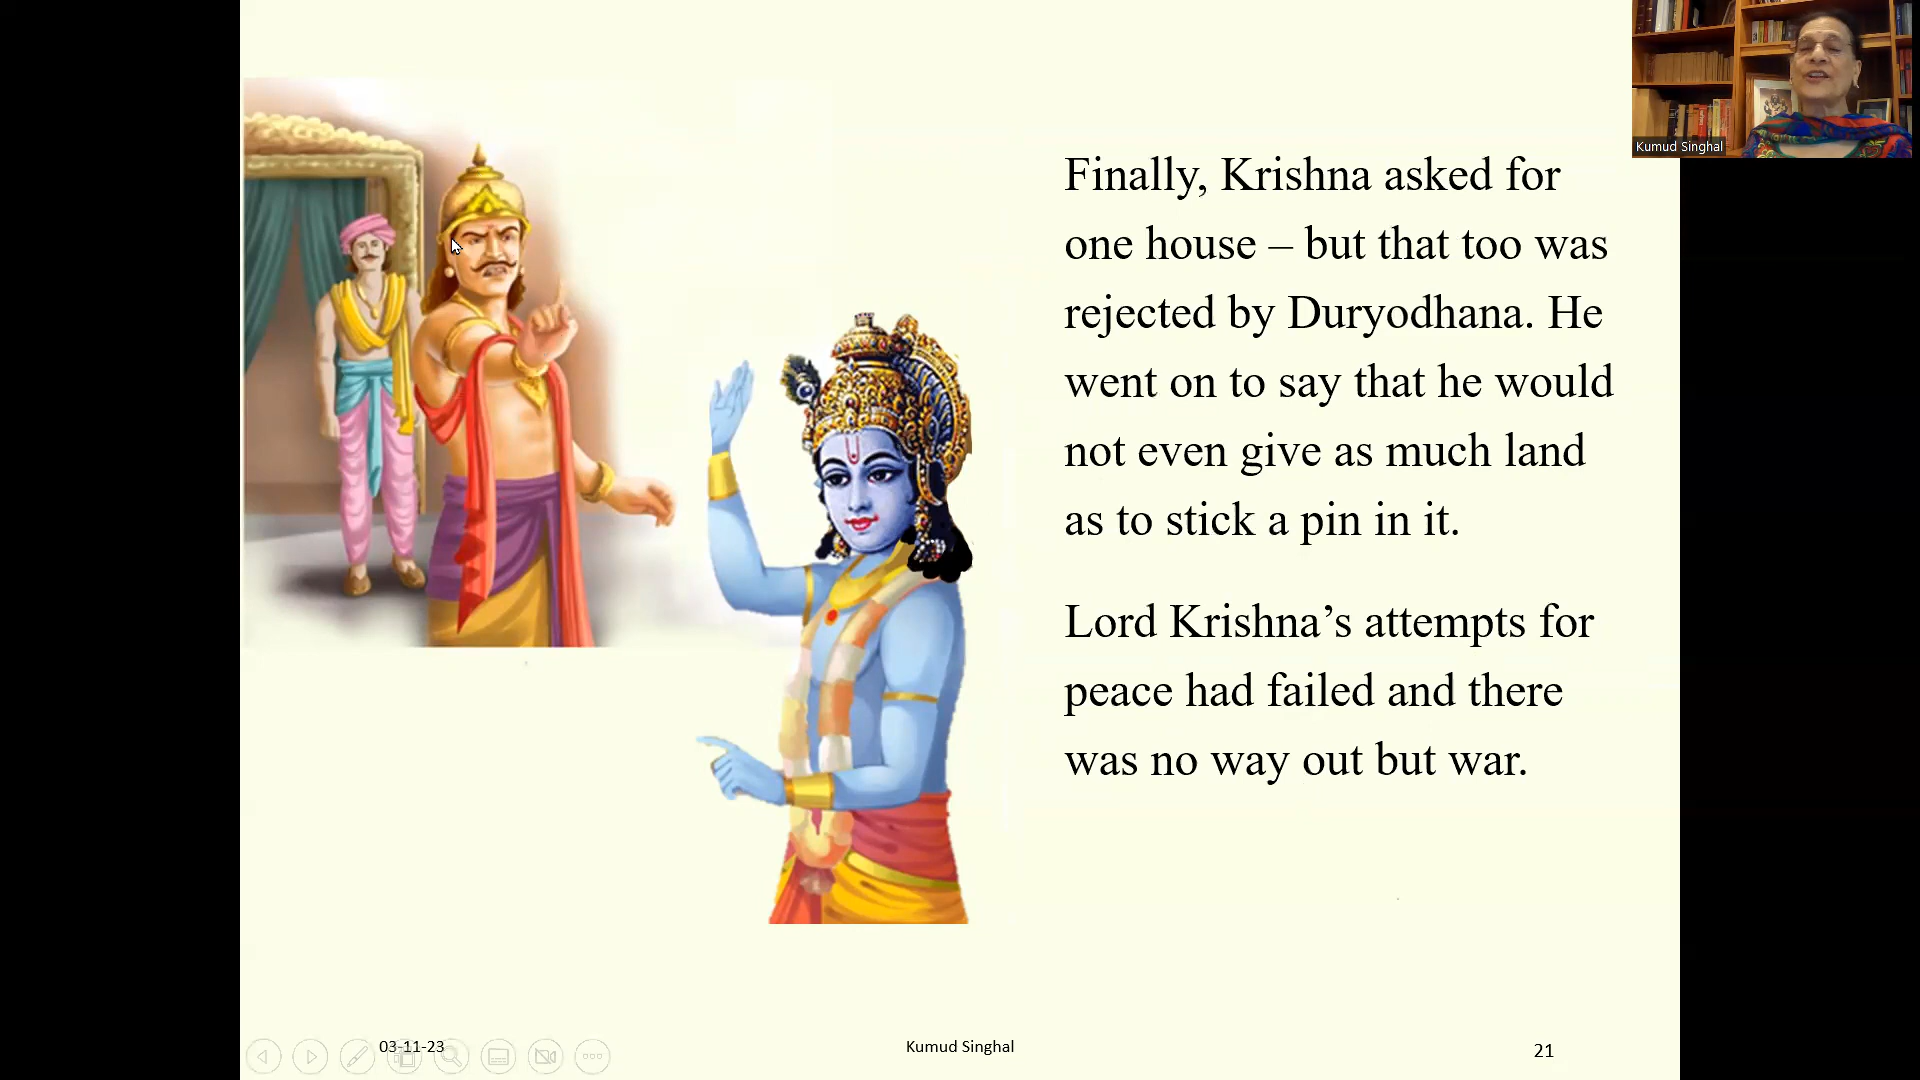 Kumud Singhal
Finally, Krishna asked for
one house – but that too was
rejected by Duryodhana. He
went on to say that he would
not even give as much land
as to stick a pin in it.
Lord Krishna’s attempts for
peace had failed and there
was no way out but war.
03-11-23
Kumud Singhal
21